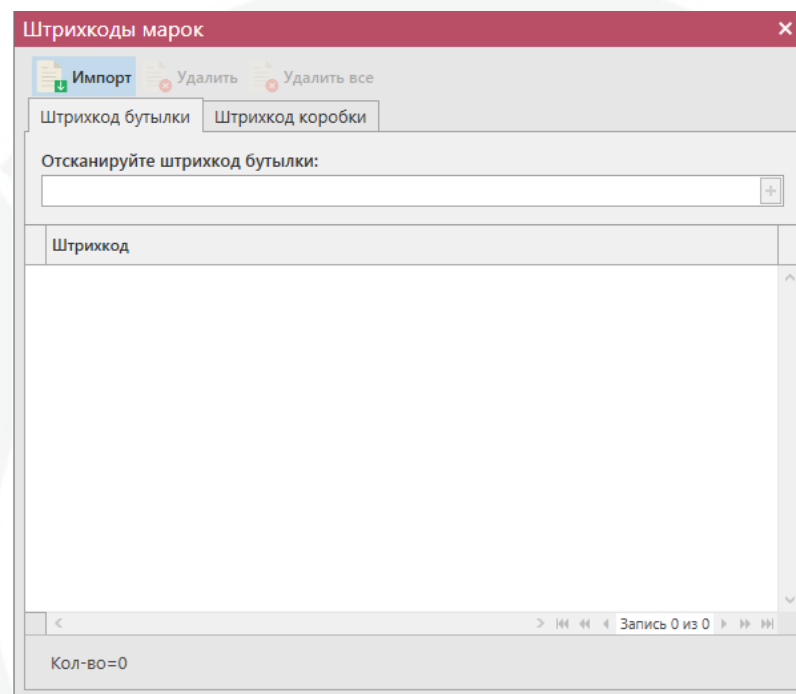 Штрихкоды марок
Импорт Удалить Удалить все
Штрихкод бутылки Штрихкод коробки
Отсканируйте штрихкод бутылки:
Штрихкод
Запись 0 из 0
Кол-во=0